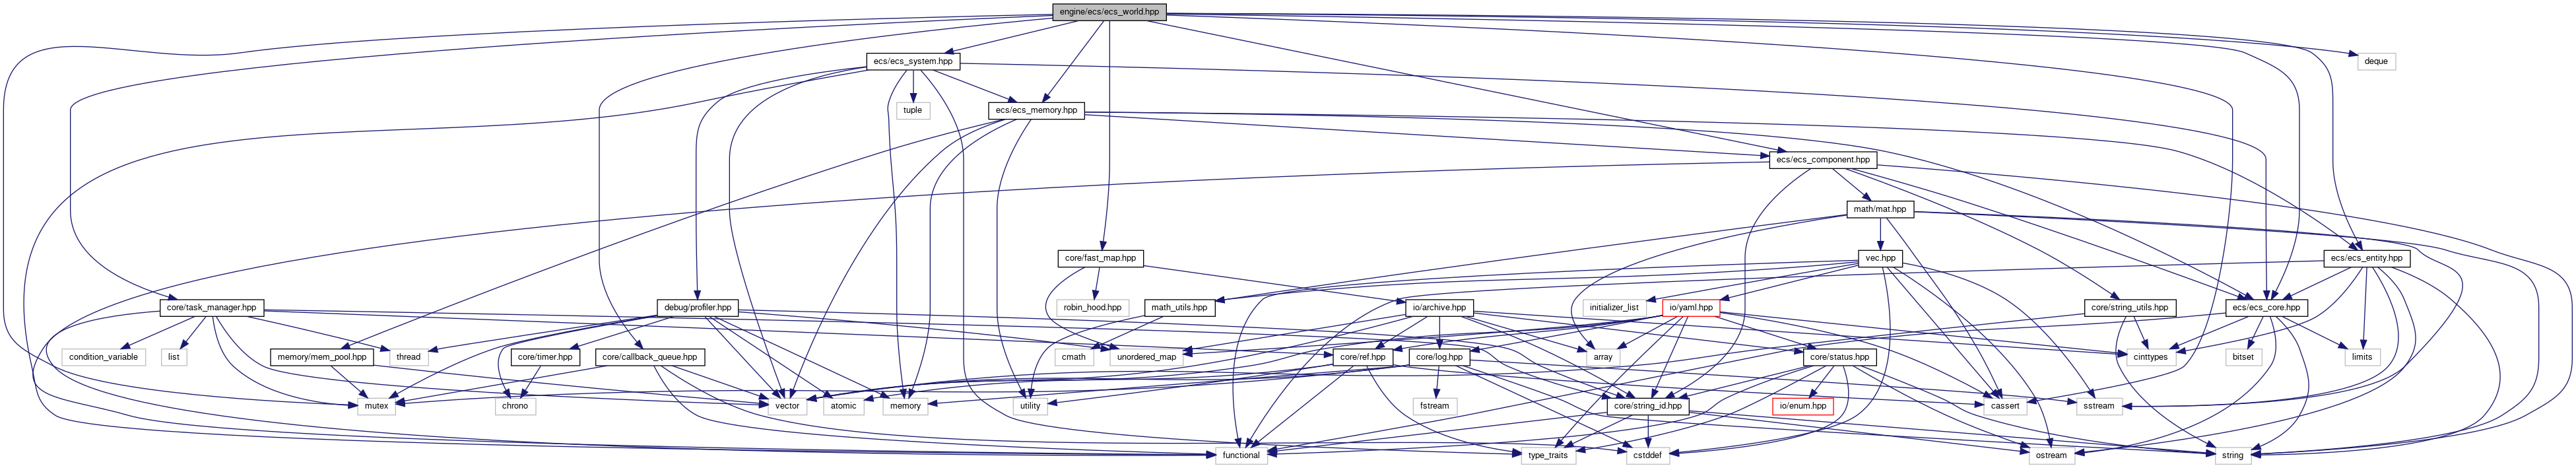 engine/ecs/ecs_world.hpp
ecs/ecs_system.hpp
deque
tuple
ecs/ecs_memory.hpp
ecs/ecs_component.hpp
math/mat.hpp
core/fast_map.hpp
vec.hpp
ecs/ecs_entity.hpp
core/task_manager.hpp
debug/profiler.hpp
robin_hood.hpp
math_utils.hpp
io/archive.hpp
initializer_list
io/yaml.hpp
core/string_utils.hpp
ecs/ecs_core.hpp
condition_variable
list
memory/mem_pool.hpp
thread
core/timer.hpp
core/callback_queue.hpp
cmath
unordered_map
core/ref.hpp
core/log.hpp
array
core/status.hpp
cinttypes
bitset
limits
mutex
chrono
vector
atomic
memory
utility
fstream
core/string_id.hpp
io/enum.hpp
cassert
sstream
functional
type_traits
cstddef
ostream
string